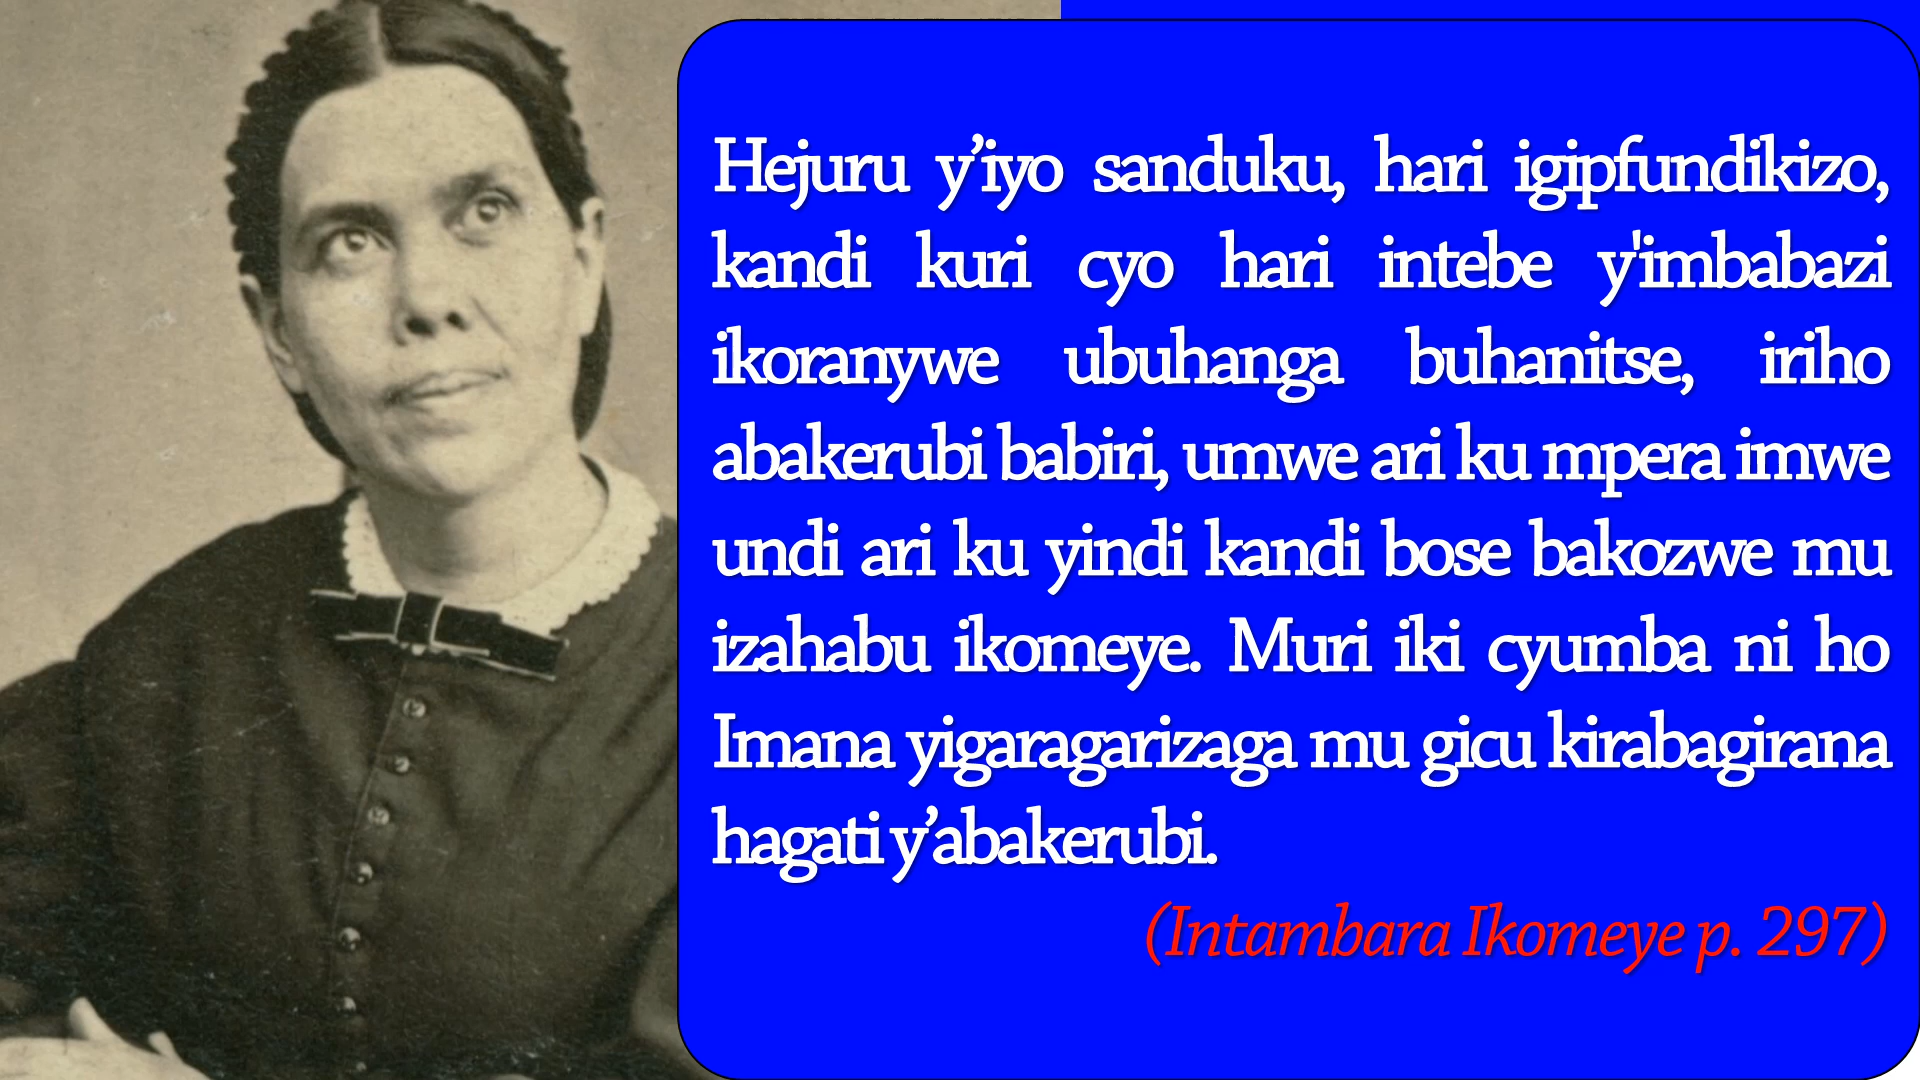 Hejuru y’iyo sanduku, hari igipfundikizo,
kandi kuri cyo hari intebe y'imbabazi
ikoranywe ubuhanga buhanitse, iriho
abakerubi babiri, umwe ari ku mpera imwe
undi ari ku yindi kandi bose bakozwe mu
izahabu ikomeye. Muri iki cyumba ni ho
Imana yigaragarizaga mu gicu kirabagirana
hagati y’abakerubi.
(Intambara Ikomeye p. 297)